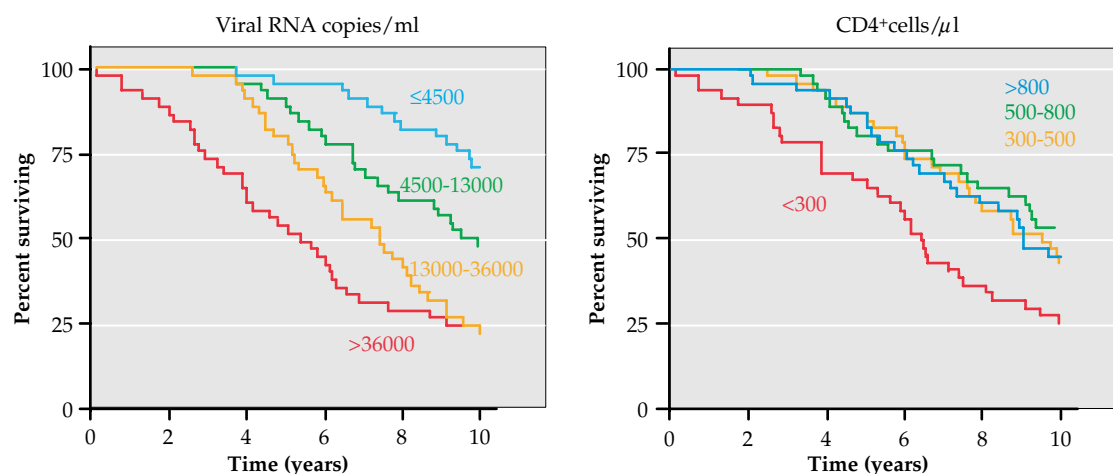 Viral RNA copies/ml
100
75
50
25
0
Percent surviving
≤4500
4500-13000
13000-36000
>36000
0 2 4 6 8 10
Time (years)
CD4⁺cells/μl
100
75
50
25
0
Percent surviving
>800
500-800
300-500
<300
0 2 4 6 8 10
Time (years)